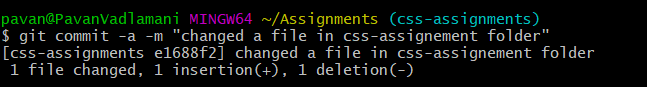 pavan@PavanVadlamani MINGW64 ~/Assignments (css-assignments)
$ git commit -a -m "changed a file in css-assignement folder"
[css-assignments e1688f2] changed a file in css-assignement folder
 1 file changed, 1 insertion(+), 1 deletion(-)